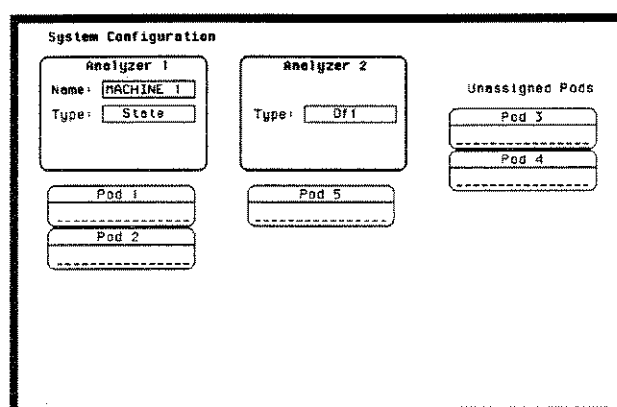 System Configuration
Analyzer 1
Name: MACHINE 1
Type: State
Analyzer 2
Type: Off
Unassigned Pods
Pod 3
Pod 4
Pod 1
Pod 2
Pod 5